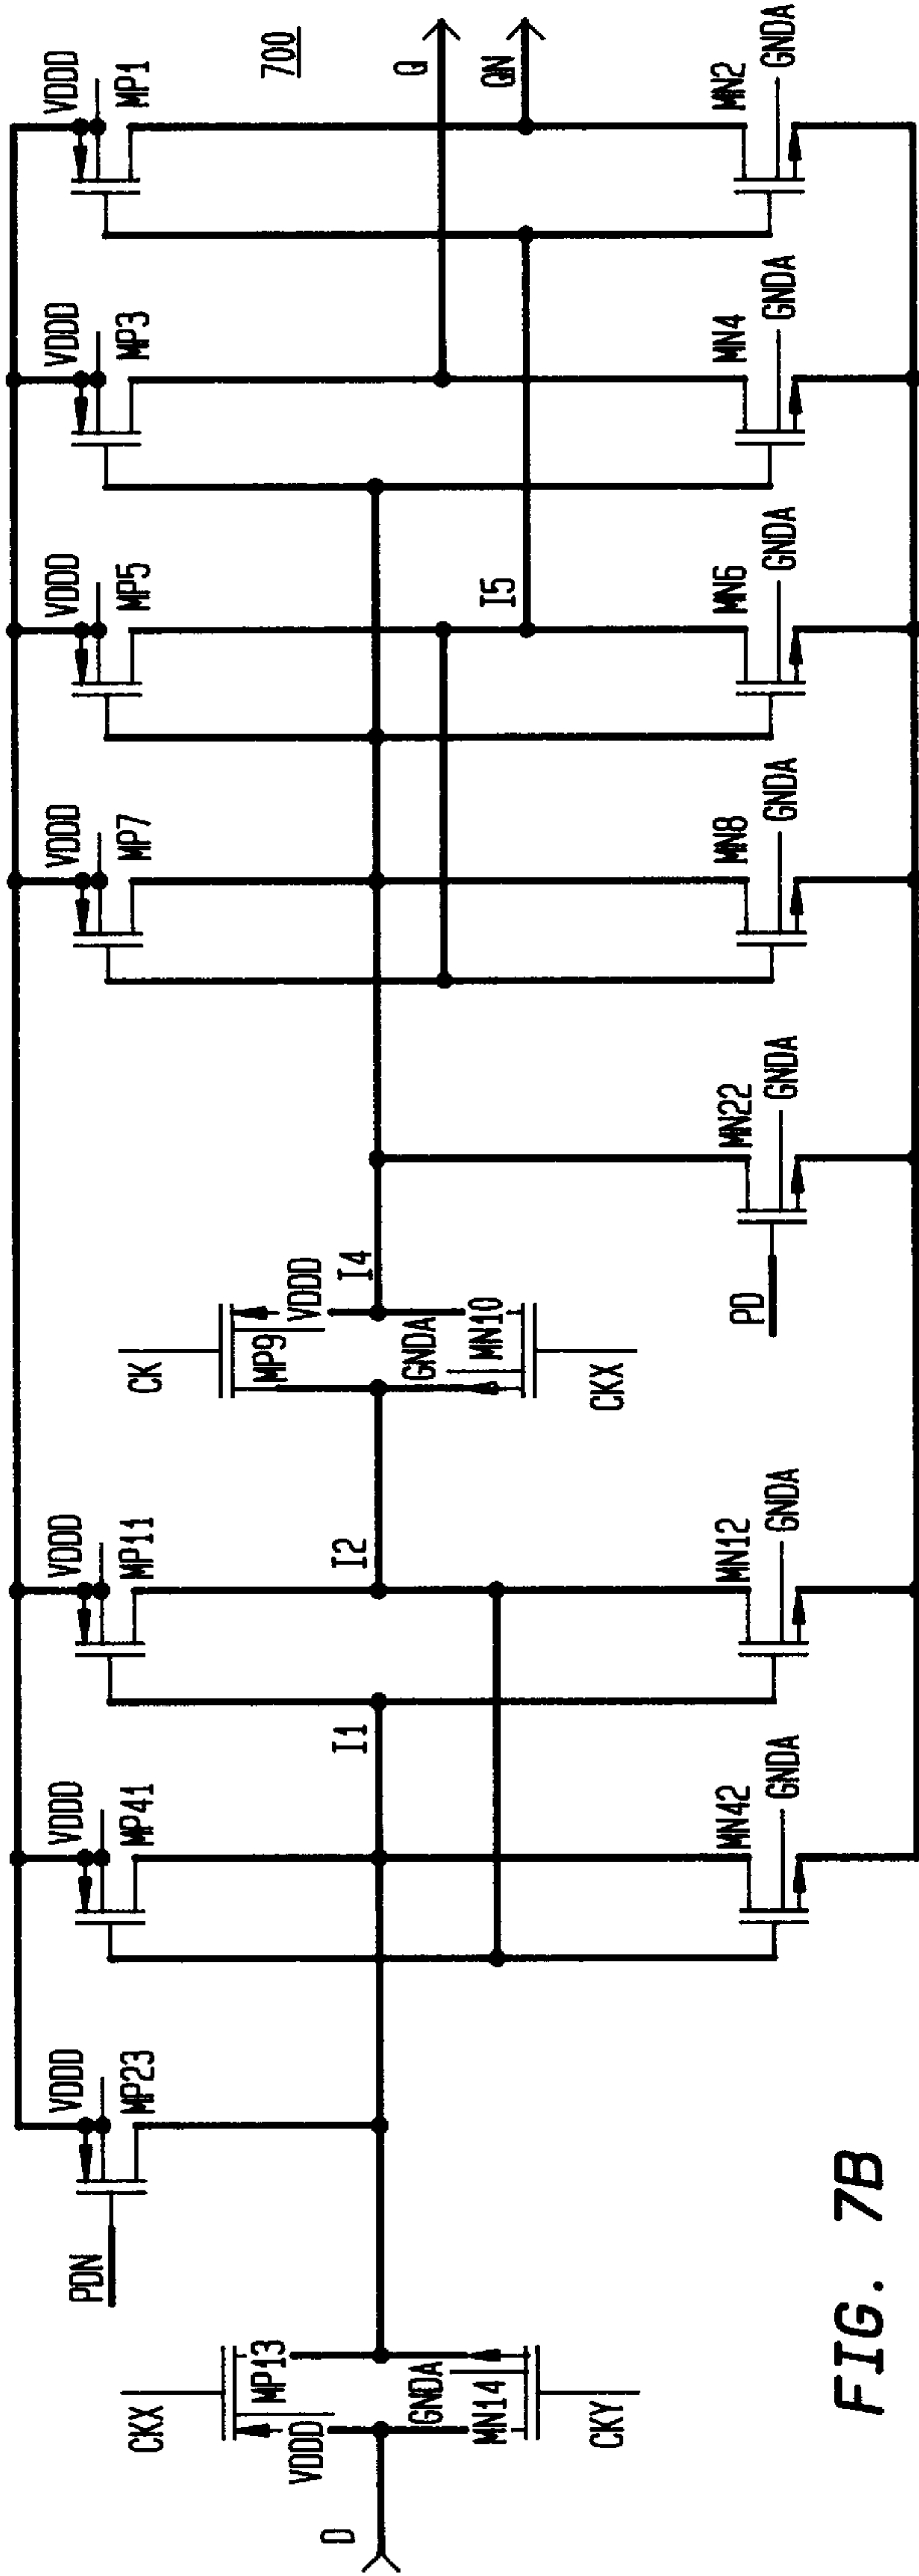 VDDD
VDDD
VDDD
VDDD
VDDD
VDDD
VDDD
PDN
MP23
MP41
MP11
MP7
MP5
MP3
MP1
CKX
CK
700
MP13
MP9
VDDD
VDDD
D
I1
I2
I4
GNDA
GNDA
Q
MN14
MN10
I5
QN
CKY
CKX
MN42
MN12
PD
MN22
MN8
MN6
MN4
MN2
GNDA
GNDA
GNDA
GNDA
GNDA
GNDA
GNDA
FIG. 7B